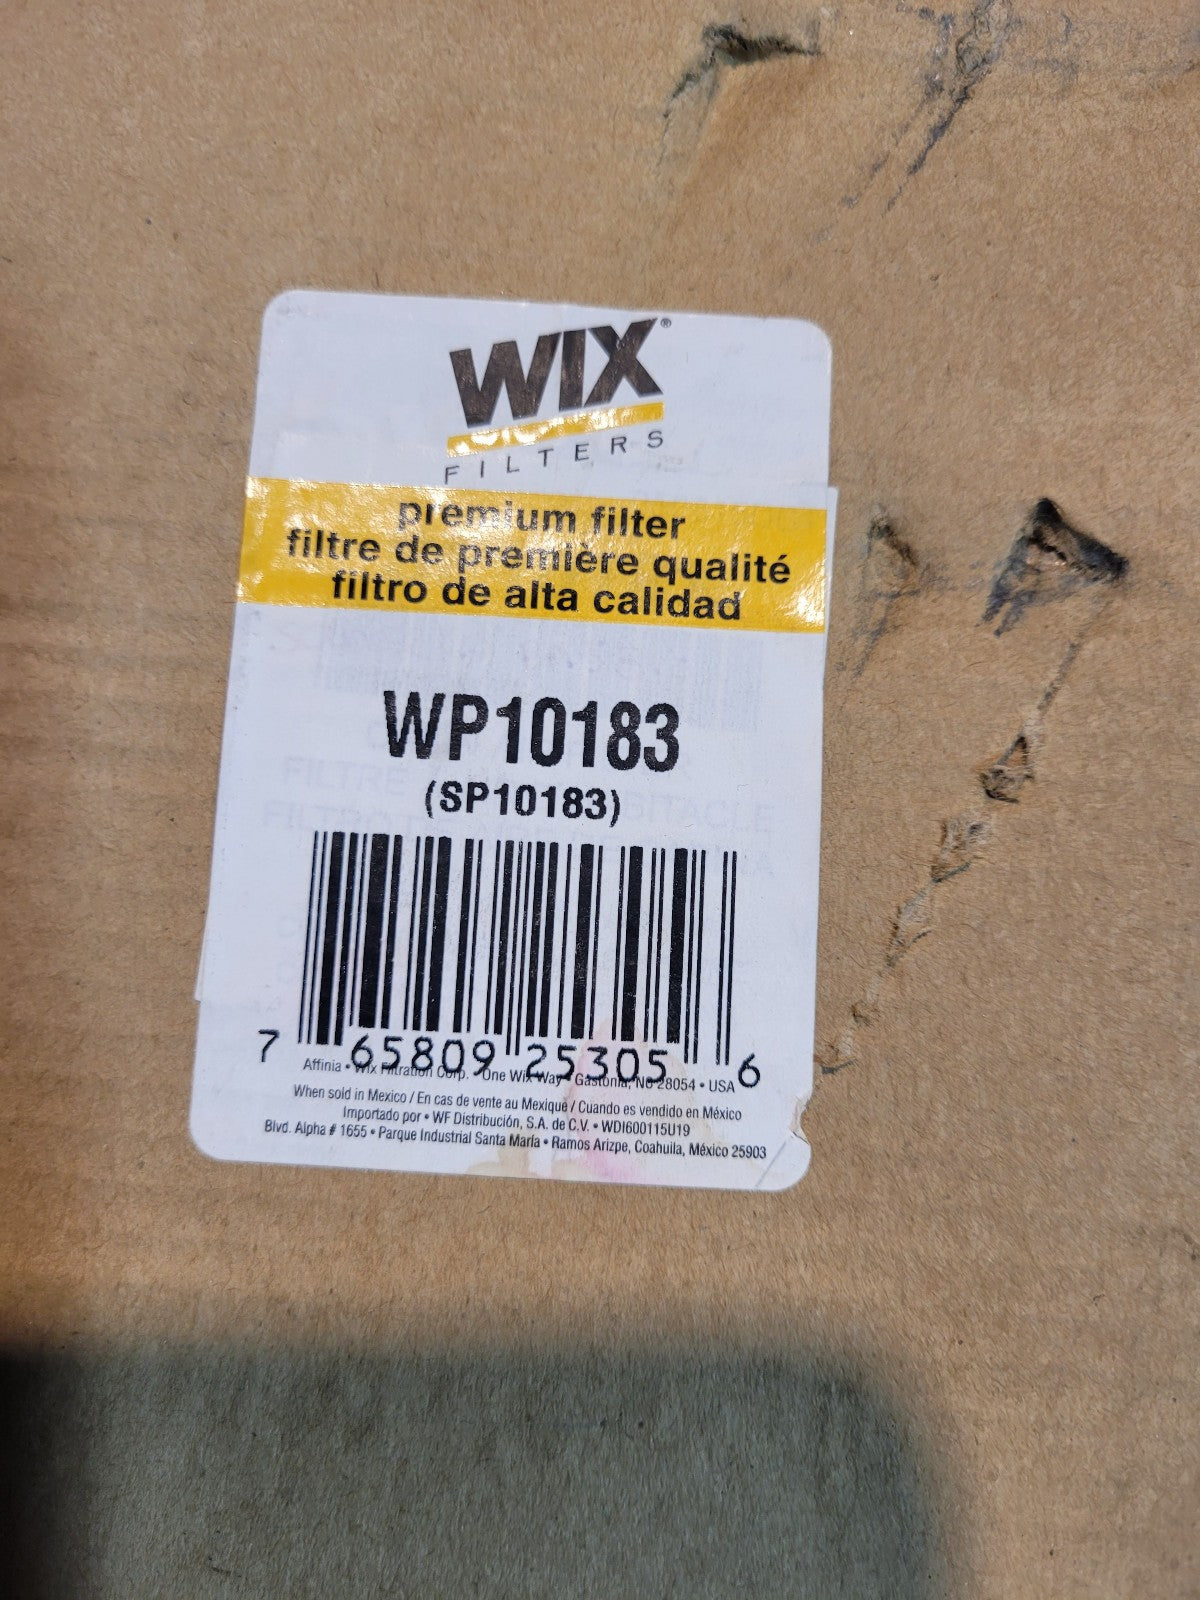 WIX®
FILTERS
premium filter
filtre de première qualité
filtro de alta calidad
WP10183
(SP10183)
7 65809 25305 6
Affinia • Wix Filtration Corp. • One Wix Way • Gastonia, NC 28054 • USA
When sold in Mexico / En cas de vente au Mexique / Cuando es vendido en México
Importado por • WF Distribución, S.A. de C.V. • WDI600115U19
Blvd. Alpha # 1655 • Parque Industrial Santa María • Ramos Arizpe, Coahuila, México 25903